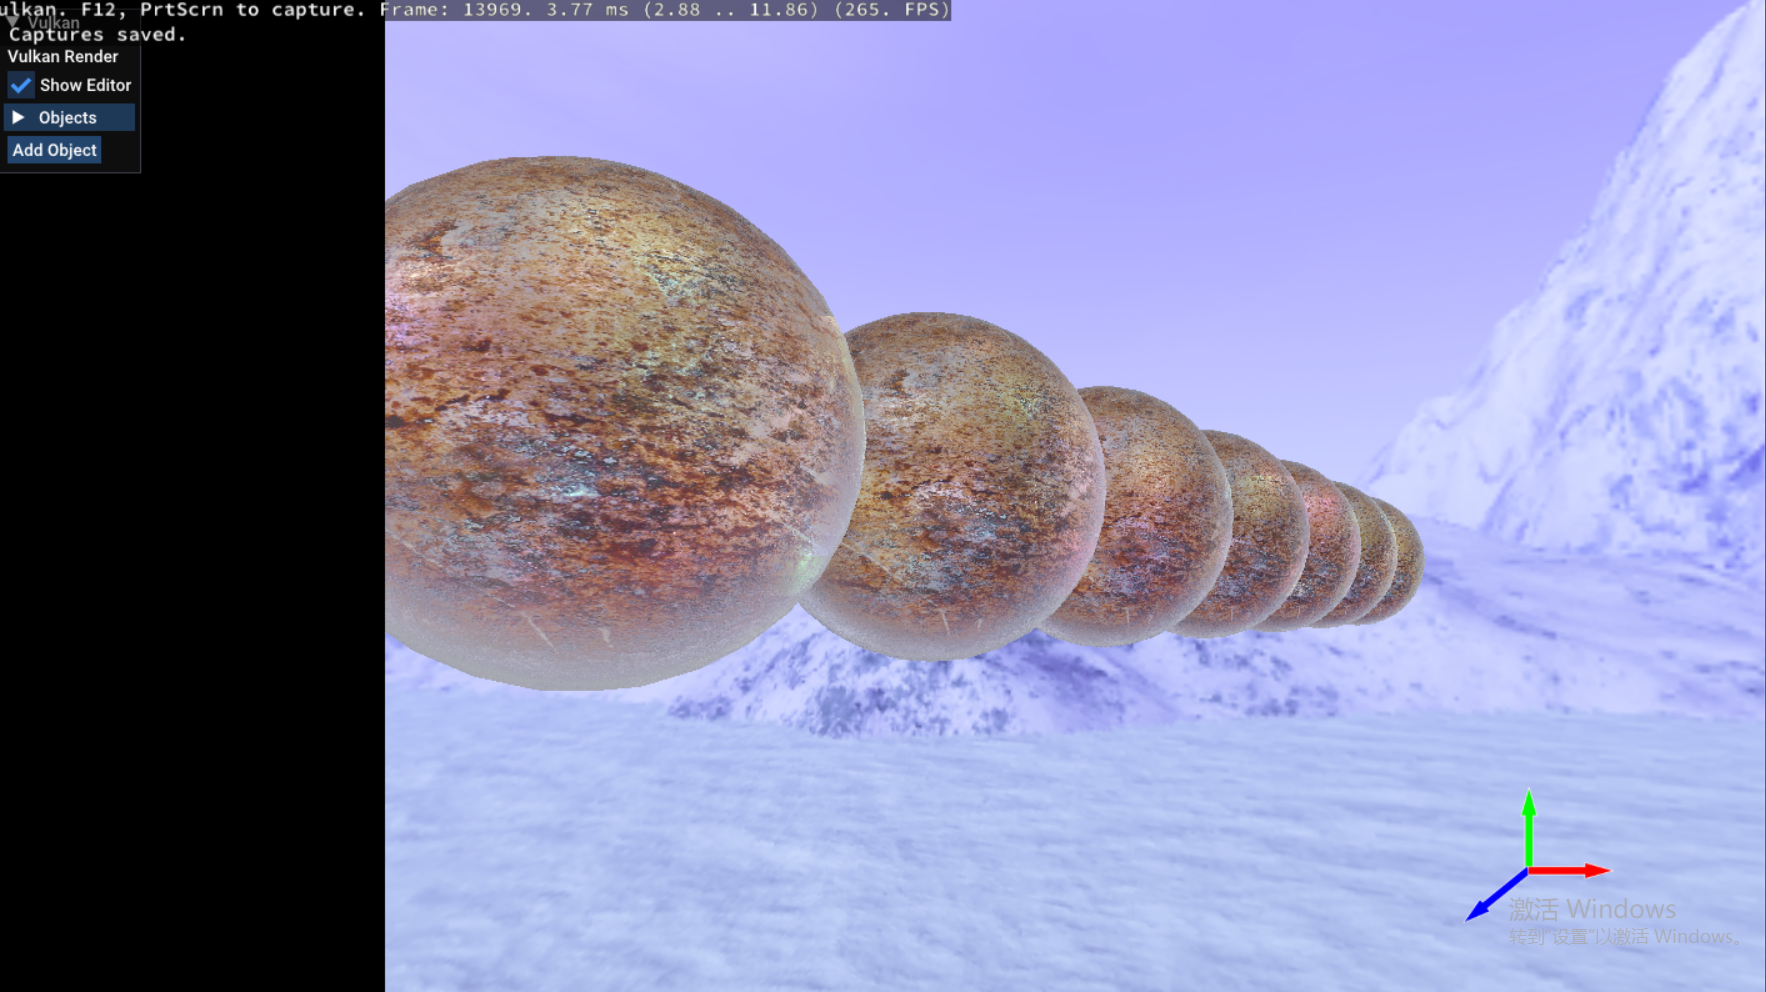 ulkan. F12, PrtScrn to capture. Frame: 13969. 3.77 ms (2.88 .. 11.86) (265. FPS)
Vulkan
Captures saved.
Vulkan Render
Show Editor
Objects
Add Object
激活 Windows
转到"设置"以激活 Windows。